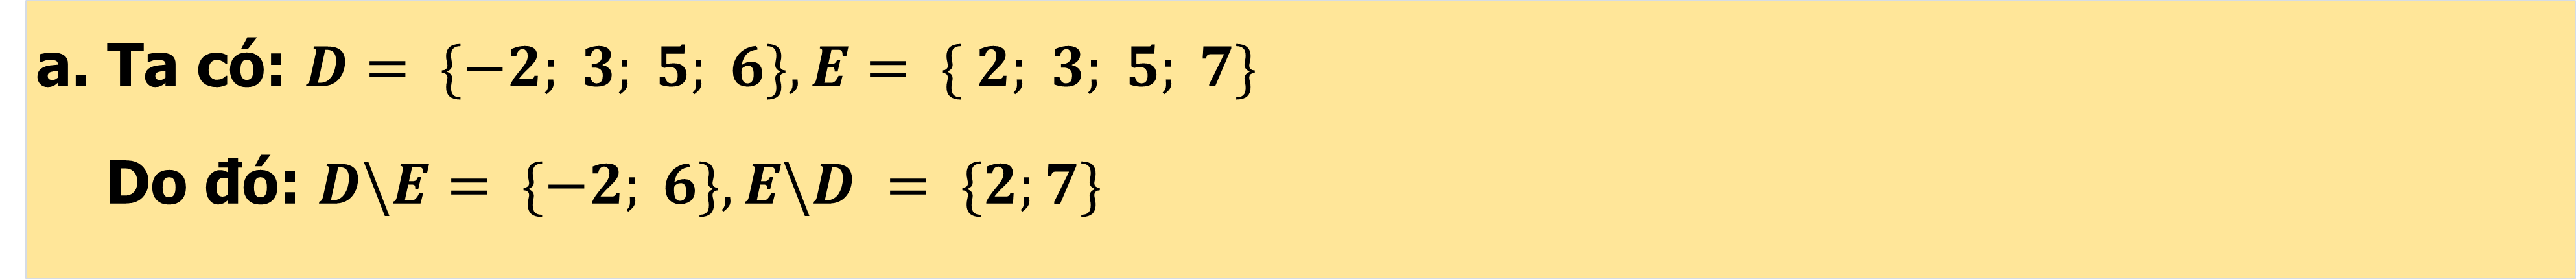 a. Ta có: D = {−2; 3; 5; 6}, E = { 2; 3; 5; 7}
Do đó: D\E = {−2; 6}, E\D = {2; 7}